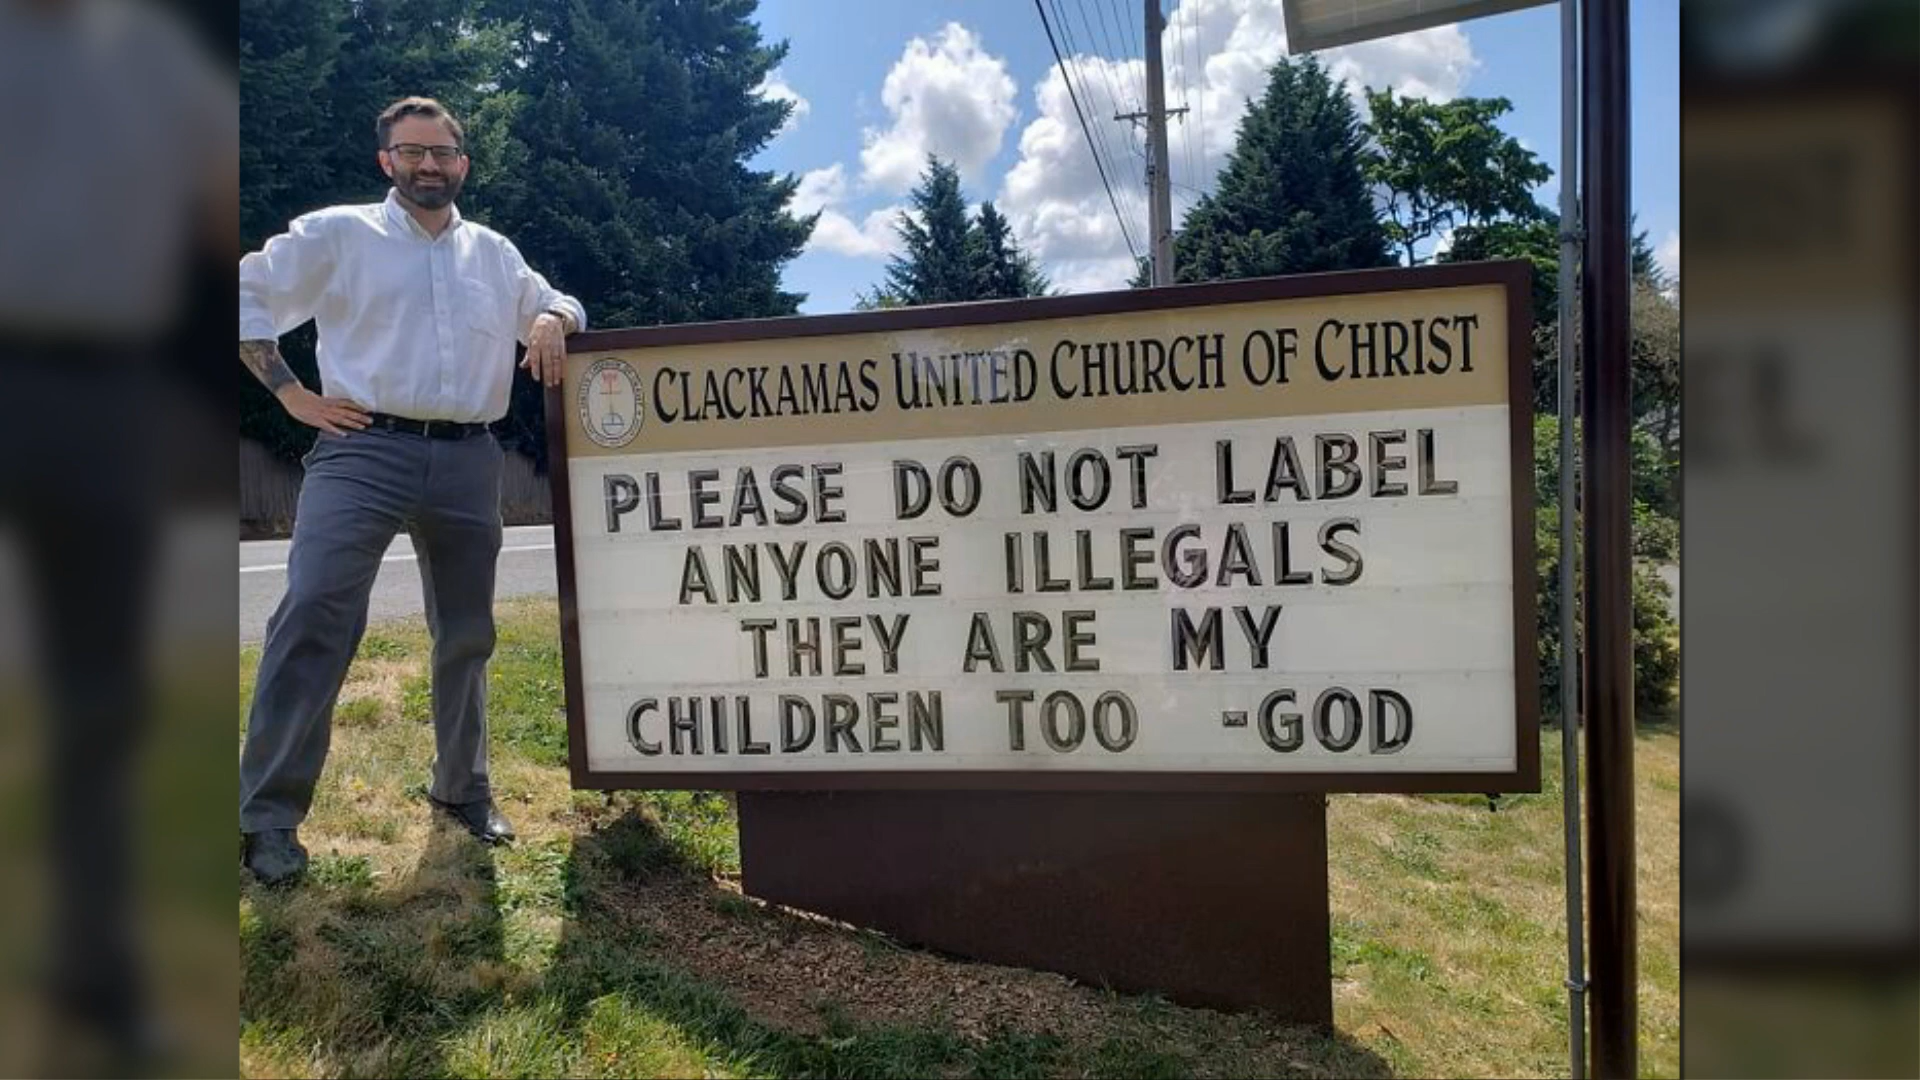 CLACKAMAS UNITED CHURCH OF CHRIST
PLEASE DO NOT LABEL
ANYONE ILLEGALS
THEY ARE MY
CHILDREN TOO -GOD